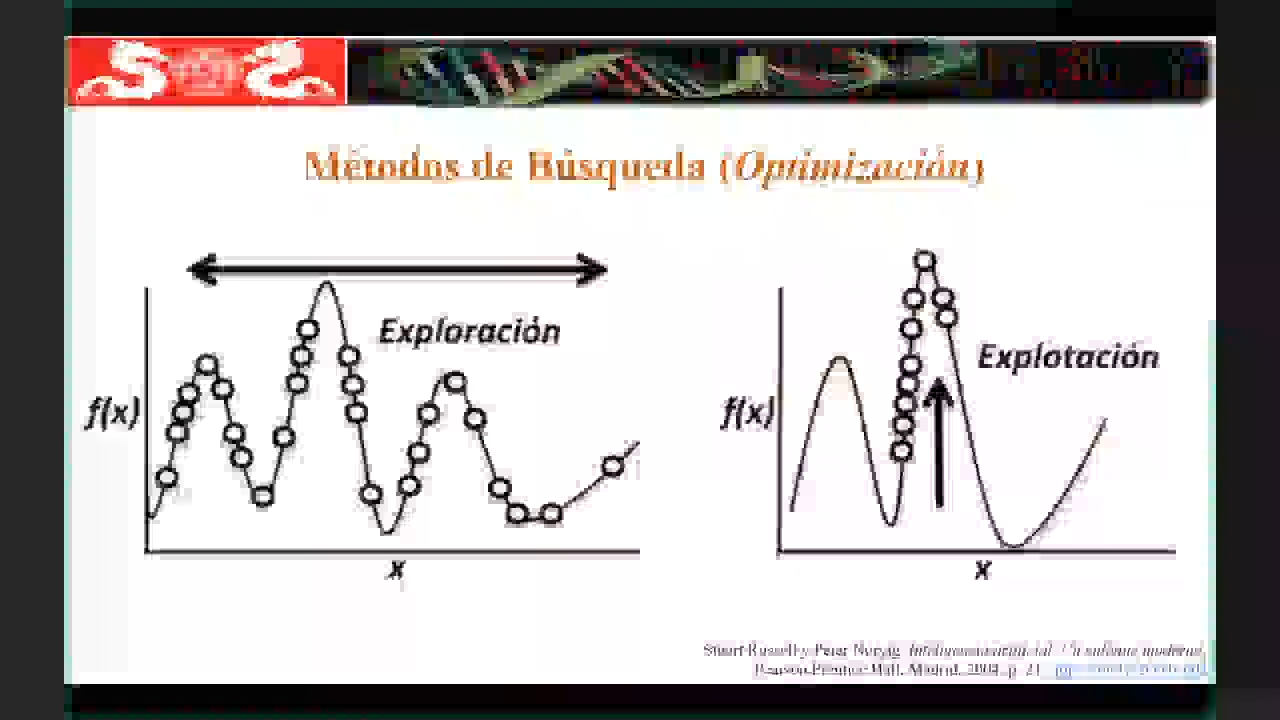 Métodos de Búsqueda (Optimización)
Exploración
f(x)
x
Explotación
f(x)
x
Stuart Russell y Peter Norvig. Inteligencia artificial. Un enfoque moderno.
Pearson-Prentice Hall, Madrid, 2004, p. 21